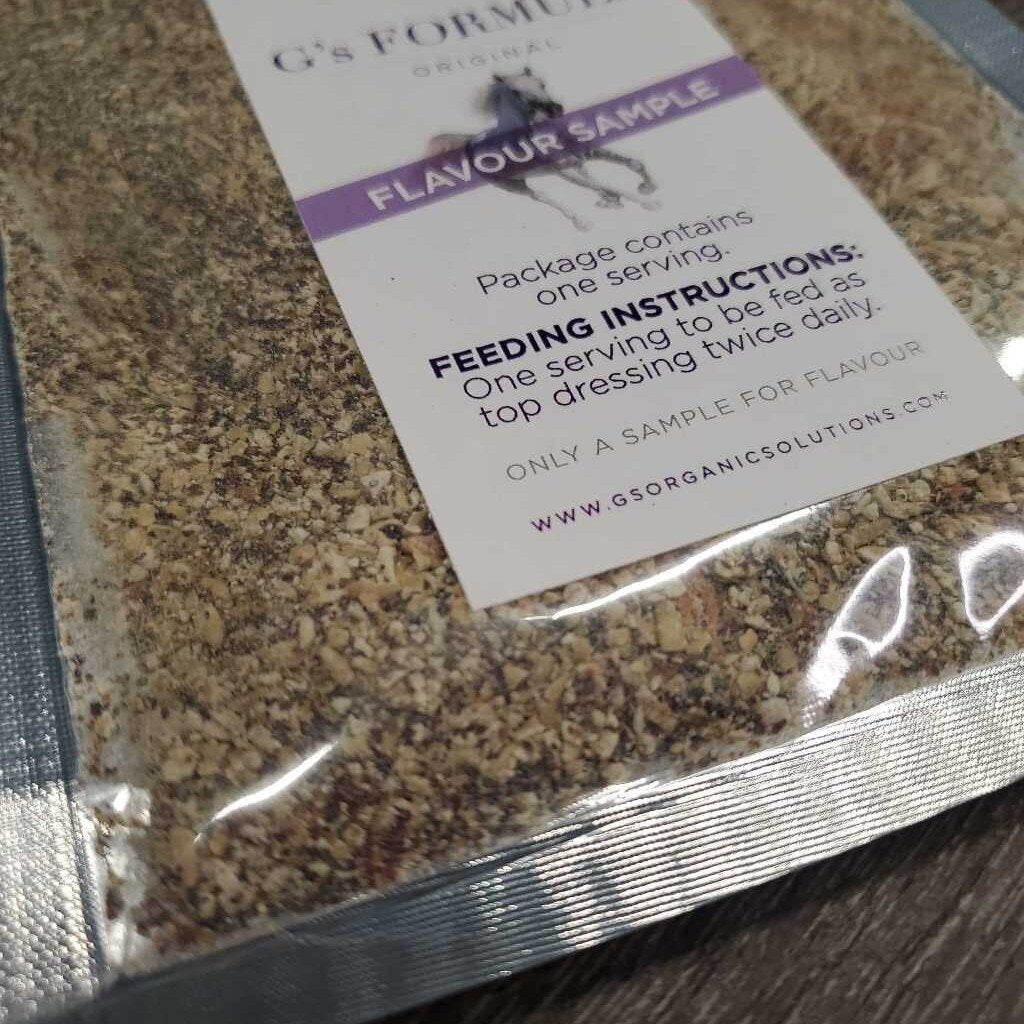 G's FORMULA
ORIGINAL
FLAVOUR SAMPLE
Package contains
one serving.
FEEDING INSTRUCTIONS:
One serving to be fed as
top dressing twice daily.
ONLY A SAMPLE FOR FLAVOUR
WWW.GSORGANICSOLUTIONS.COM